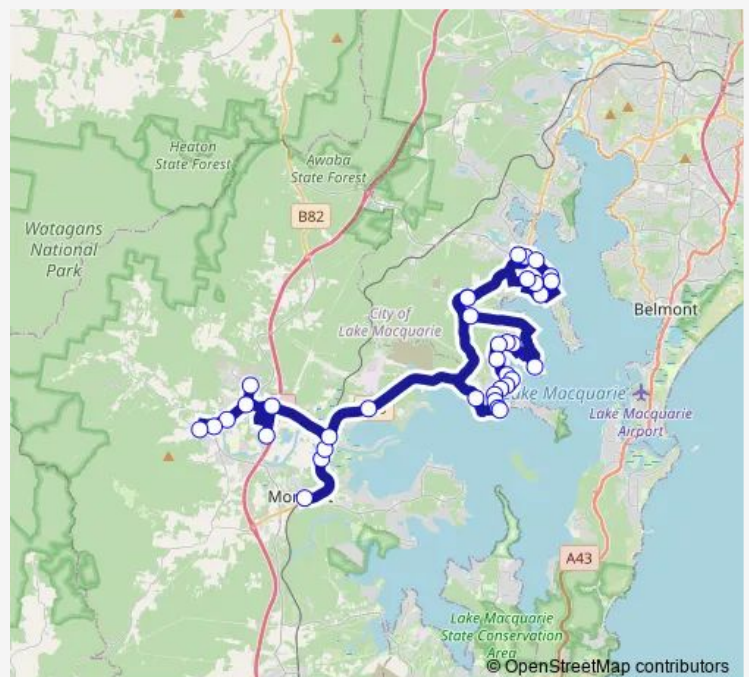 Heaton
State Forest
Awaba
State Forest
B82
Watagans
National
Park
City of
Lake Macquarie
Belmont
Lake Macquarie
Lake Macquarie
Airport
A43
Lake Macquarie
State Conservation
Area
© OpenStreetMap contributors